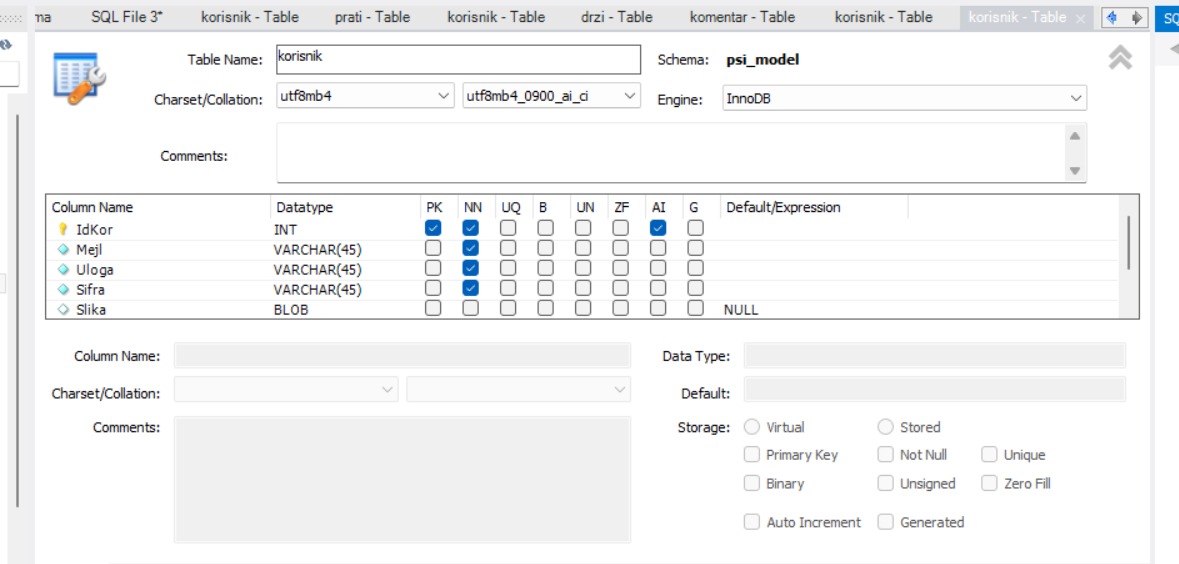 ma SQL File 3* korisnik - Table prati - Table korisnik - Table drzi - Table komentar - Table korisnik - Table korisnik - Table SQ
Table Name: korisnik Schema: psi_model
Charset/Collation: utf8mb4 utf8mb4_0900_ai_ci Engine: InnoDB
Comments:
Column Name Datatype PK NN UQ B UN ZF AI G Default/Expression
IdKor INT
Mejl VARCHAR(45)
Uloga VARCHAR(45)
Sifra VARCHAR(45)
Slika BLOB NULL
Column Name: Data Type:
Charset/Collation: Default:
Comments: Storage: Virtual Stored
Primary Key Not Null Unique
Binary Unsigned Zero Fill
Auto Increment Generated